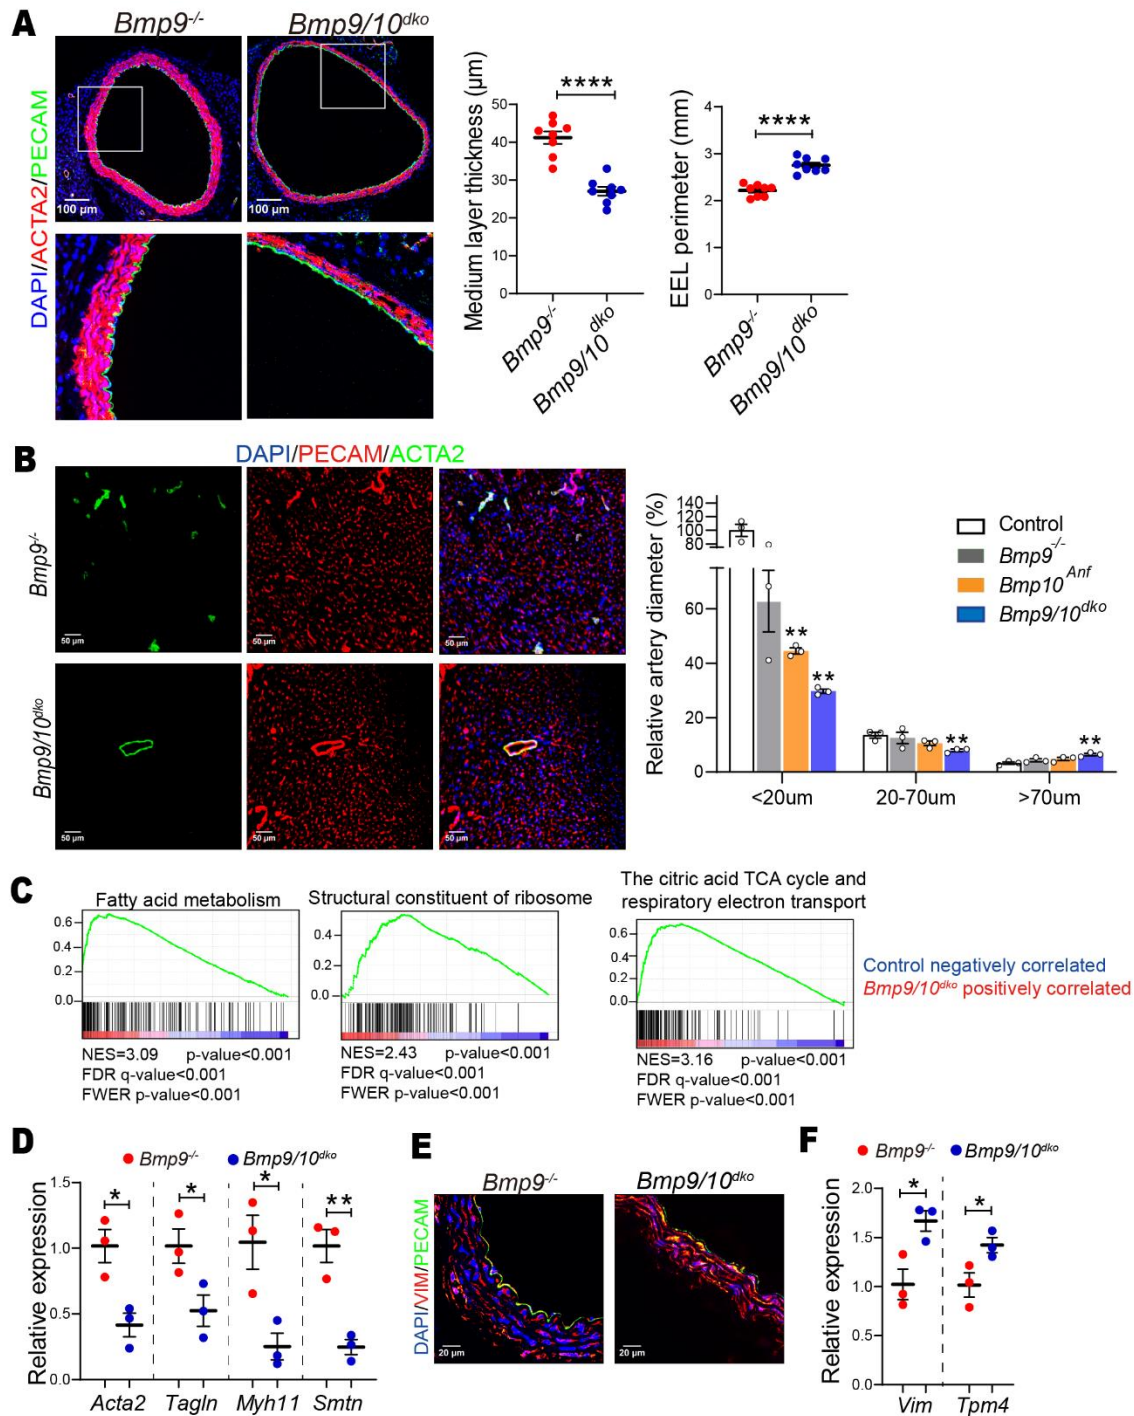 A
Bmp9-/-
Bmp9/10dko
DAPI/ACTA2/PECAM
100 µm
100 µm
Medium layer thickness (µm)
****
50
40
30
20
10
0
Bmp9-/-
Bmp9/10dko
EEL perimeter (mm)
****
4
3
2
1
0
Bmp9-/-
Bmp9/10dko
B
DAPI/PECAM/ACTA2
Bmp9-/-
50 µm
50 µm
50 µm
Bmp9/10dko
50 µm
50 µm
50 µm
Relative artery diameter (%)
140
120
100
80
60
40
20
0
Control
Bmp9-/-
Bmp10Anf
Bmp9/10dko
**
**
**
**
<20um
20-70um
>70um
C
Fatty acid metabolism
0.6
0.4
0.2
0.0
NES=3.09 p-value<0.001
FDR q-value<0.001
FWER p-value<0.001
Structural constituent of ribosome
0.4
0.2
0.0
NES=2.43 p-value<0.001
FDR q-value<0.001
FWER p-value<0.001
The citric acid TCA cycle and
respiratory electron transport
0.6
0.4
0.2
0.0
NES=3.16 p-value<0.001
FDR q-value<0.001
FWER p-value<0.001
Control negatively correlated
Bmp9/10dko positively correlated
D
Bmp9-/-
Bmp9/10dko
Relative expression
1.5
1.0
0.5
0.0
*
*
*
**
Acta2
Tagln
Myh11
Smtn
E
Bmp9-/-
Bmp9/10dko
DAPI/VIM/PECAM
20 µm
20 µm
F
Bmp9-/-
Bmp9/10dko
Relative expression
2.0
1.5
1.0
0.5
0.0
*
*
Vim
Tpm4